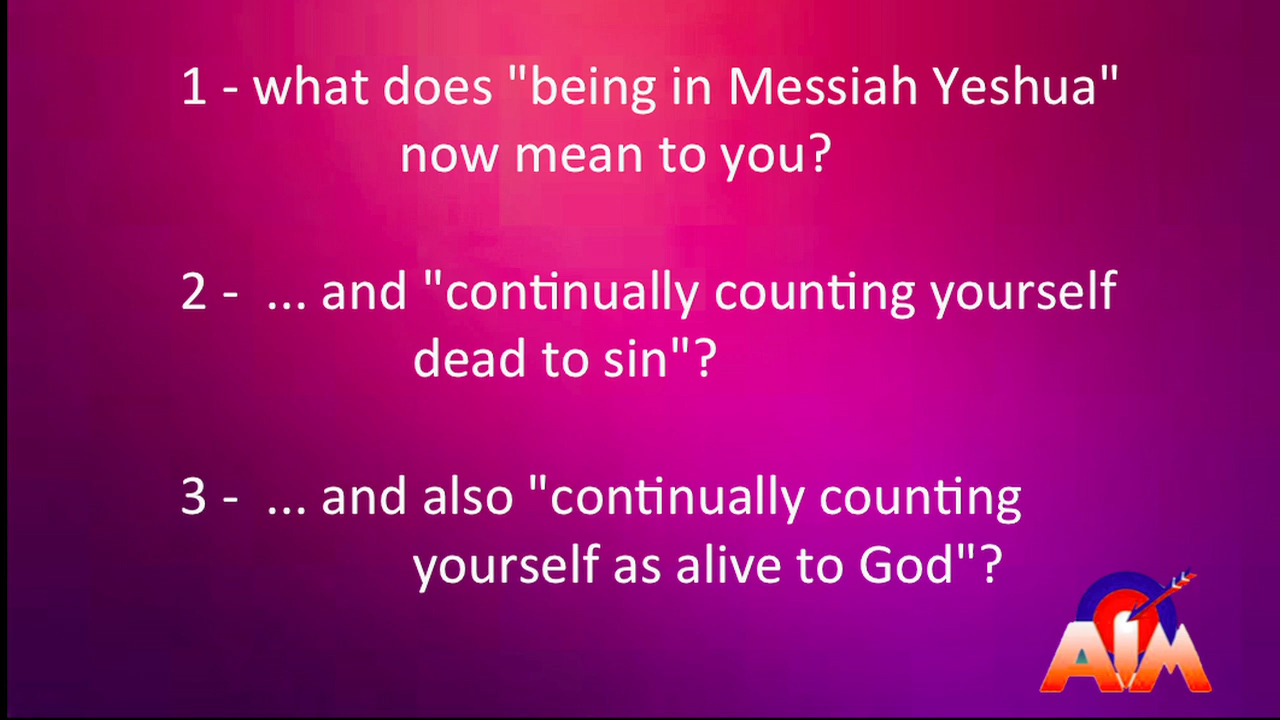 1 - what does "being in Messiah Yeshua"
now mean to you?
2 - ... and "continually counting yourself
dead to sin"?
3 - ... and also "continually counting
yourself as alive to God"?
AIM